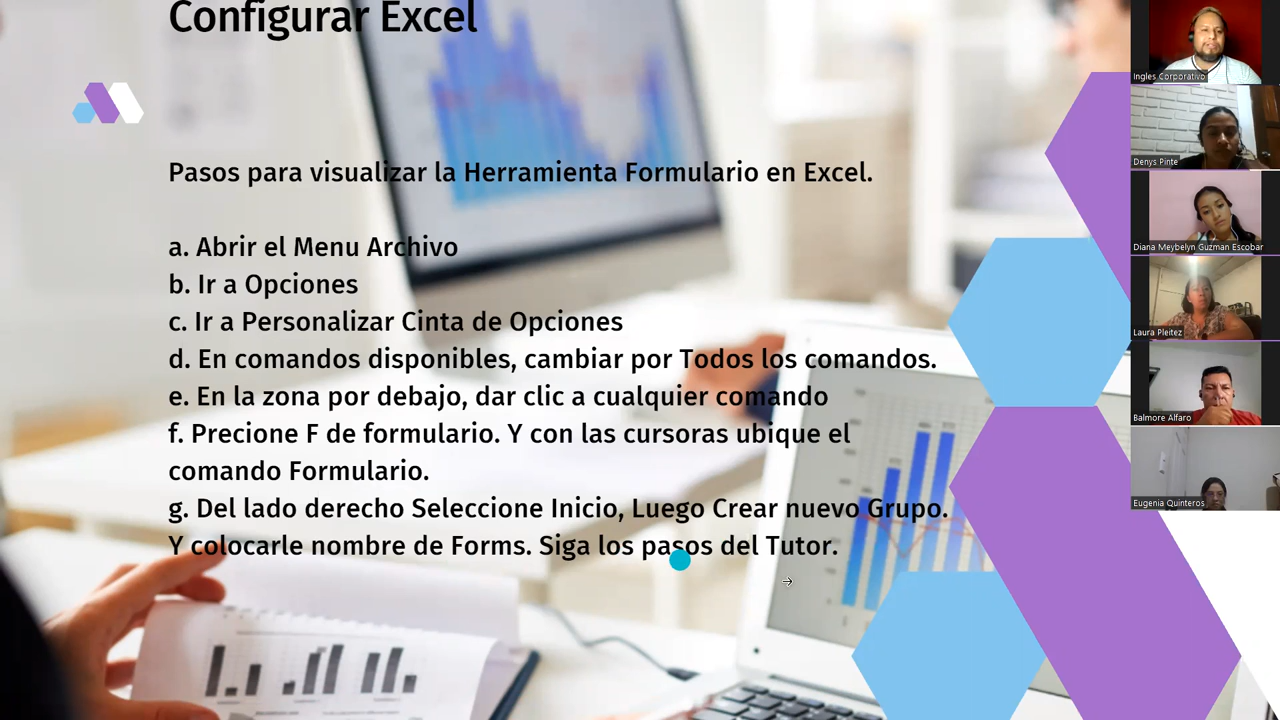 Configurar Excel
Pasos para visualizar la Herramienta Formulario en Excel.
a. Abrir el Menu Archivo
b. Ir a Opciones
c. Ir a Personalizar Cinta de Opciones
d. En comandos disponibles, cambiar por Todos los comandos.
e. En la zona por debajo, dar clic a cualquier comando
f. Precione F de formulario. Y con las cursoras ubique el
comando Formulario.
g. Del lado derecho Seleccione Inicio, Luego Crear nuevo Grupo.
Y colocarle nombre de Forms. Siga los pasos del Tutor.
Ingles Corporativo
Denys Pinte
Diana Meybelyn Guzman Escobar
Laura Pleitez
Balmore Alfaro
Eugenia Quinteros